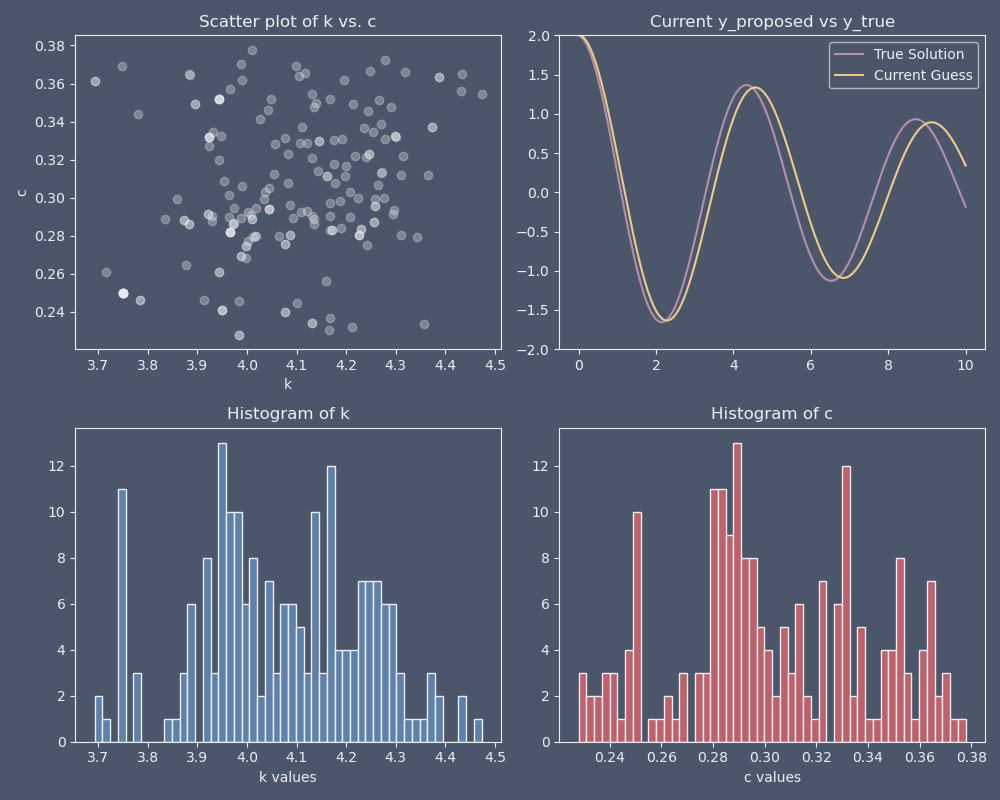 Scatter plot of k vs. c
0.38
0.36
0.34
0.32
0.30
0.28
0.26
0.24
c
3.7 3.8 3.9 4.0 4.1 4.2 4.3 4.4 4.5
k
Current y_proposed vs y_true
True Solution
Current Guess
2.0
1.5
1.0
0.5
0.0
−0.5
−1.0
−1.5
−2.0
0 2 4 6 8 10
Histogram of k
12
10
8
6
4
2
0
3.7 3.8 3.9 4.0 4.1 4.2 4.3 4.4 4.5
k values
Histogram of c
12
10
8
6
4
2
0
0.24 0.26 0.28 0.30 0.32 0.34 0.36 0.38
c values